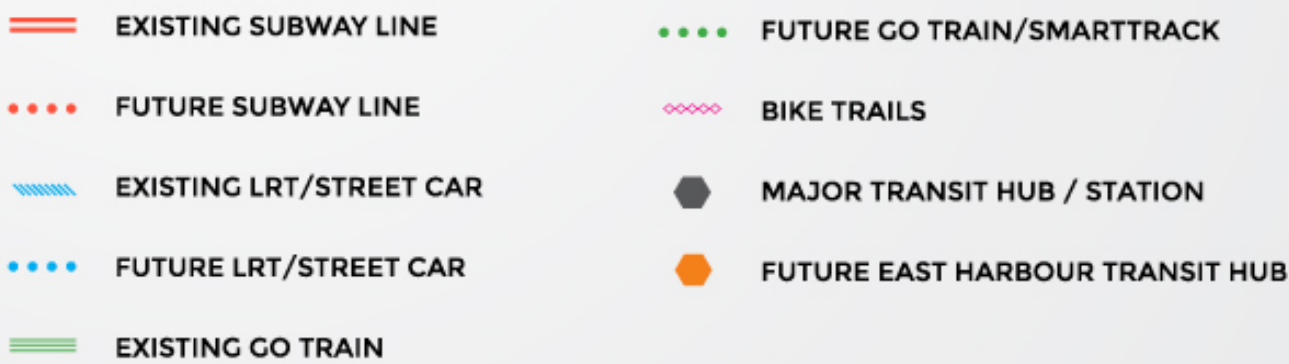 EXISTING SUBWAY LINE
FUTURE SUBWAY LINE
EXISTING LRT/STREET CAR
FUTURE LRT/STREET CAR
EXISTING GO TRAIN
FUTURE GO TRAIN/SMARTTRACK
BIKE TRAILS
MAJOR TRANSIT HUB / STATION
FUTURE EAST HARBOUR TRANSIT HUB